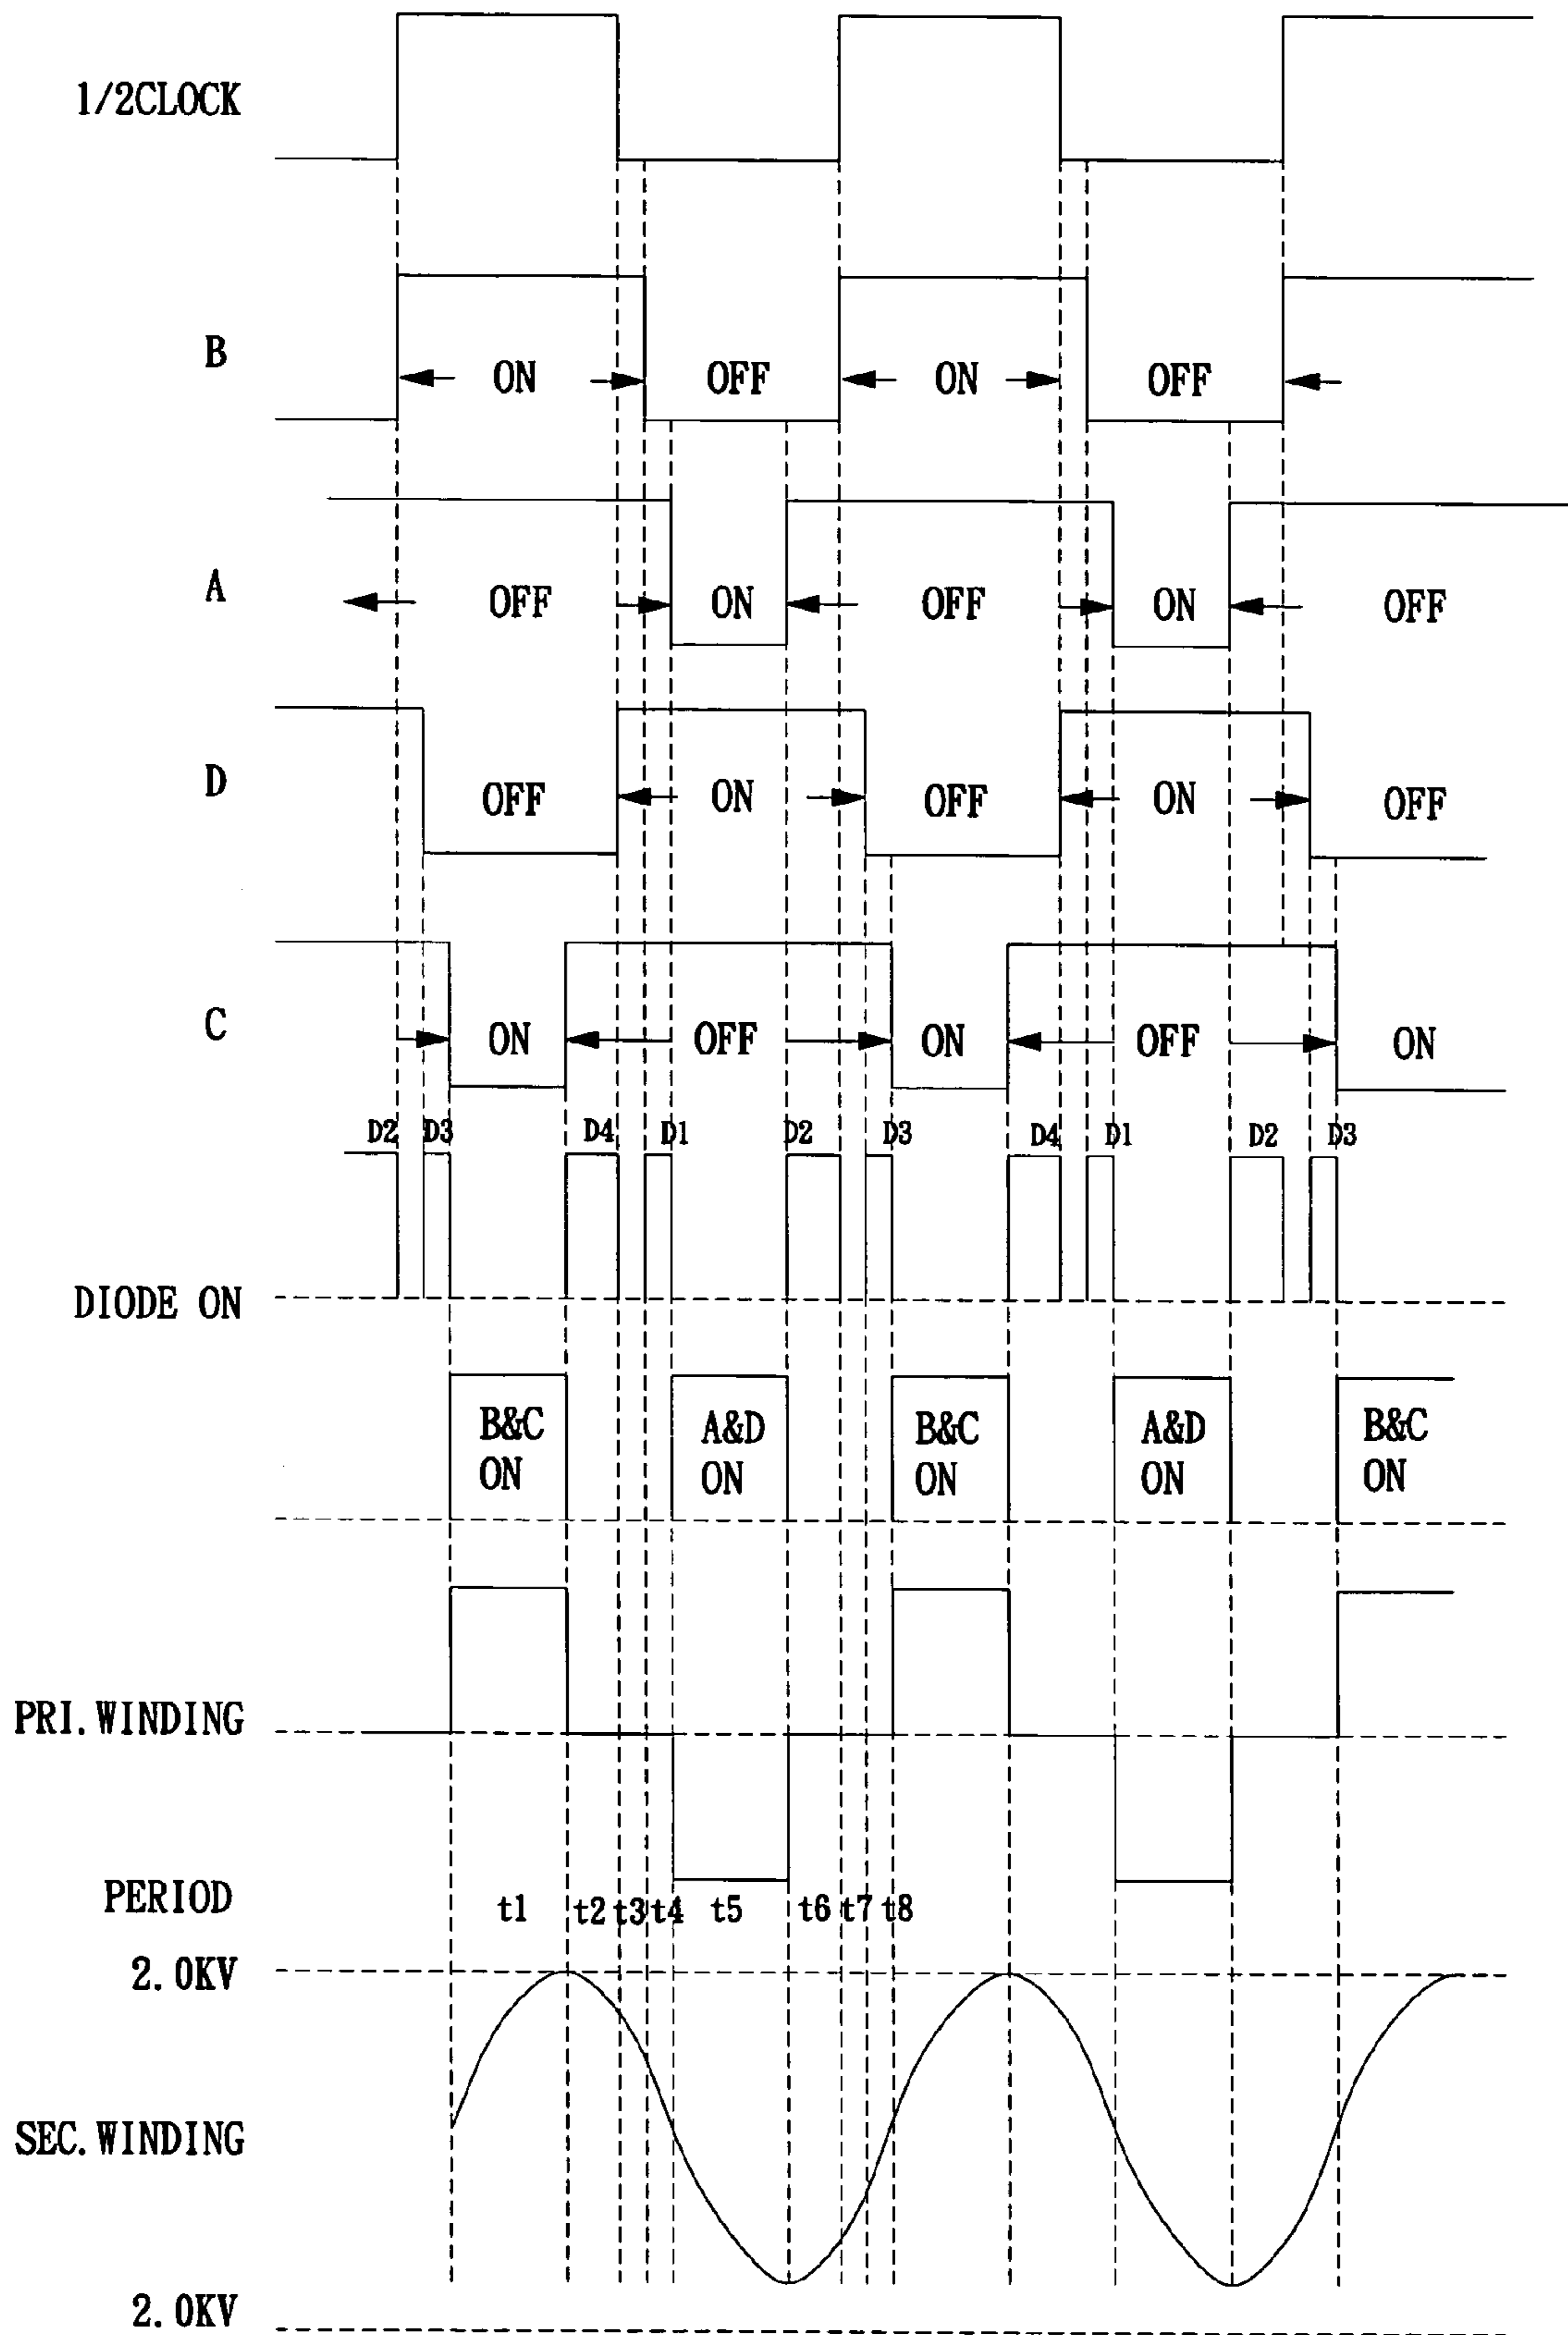 1/2CLOCK
B
ON OFF ON OFF
A
OFF ON OFF ON OFF
D
OFF ON OFF ON OFF
C
ON OFF ON OFF ON
D2 D3 D4 D1 D2 D3 D4 D1 D2 D3
DIODE ON
B&C A&D B&C A&D B&C
ON ON ON ON ON
PRI.WINDING
PERIOD
t1 t2 t3 t4 t5 t6 t7 t8
2.0KV
SEC.WINDING
2.0KV